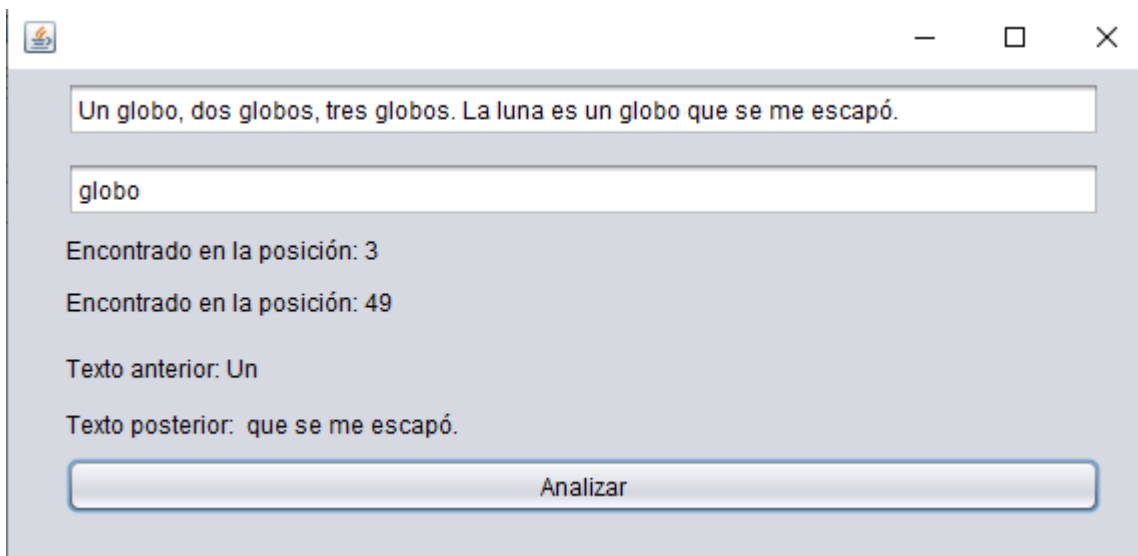 Un globo, dos globos, tres globos. La luna es un globo que se me escapó.
globo
Encontrado en la posición: 3
Encontrado en la posición: 49
Texto anterior: Un
Texto posterior:  que se me escapó.
Analizar